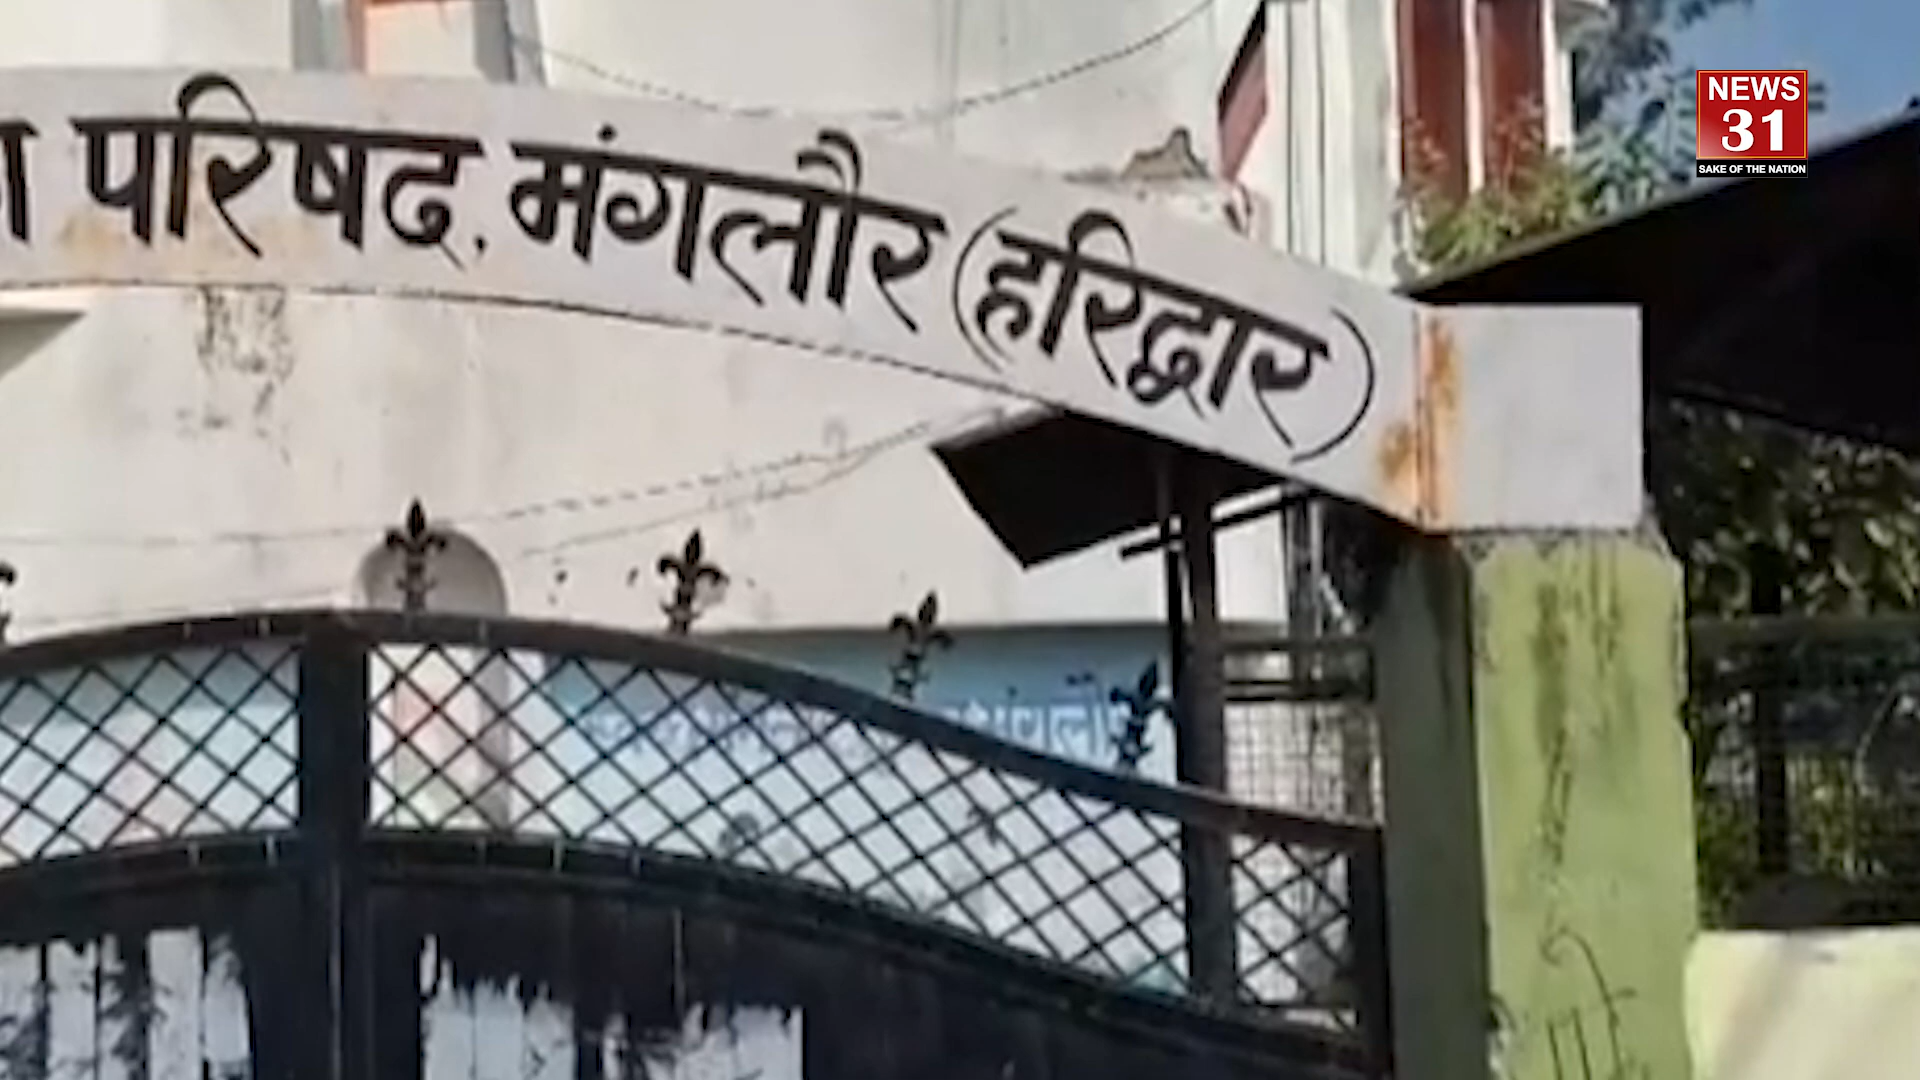 NEWS
31
SAKE OF THE NATION
परिषद, मंगलौर (हरिद्वार)